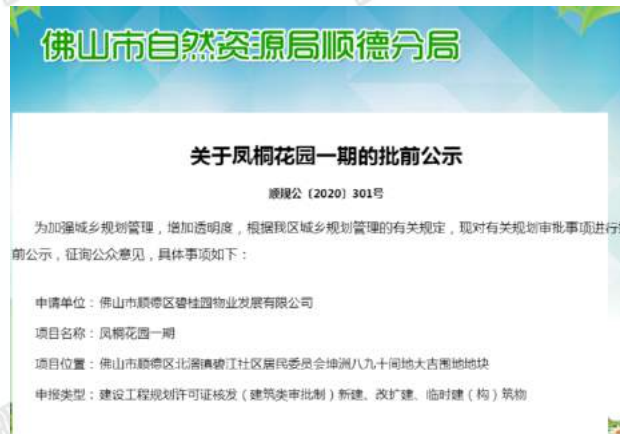 佛山市自然资源局顺德分局
关于凤桐花园一期的批前公示
顺规公〔2020〕301号
为加强城乡规划管理，增加透明度，根据我区城乡规划管理的有关规定，现对有关规划审批事项进行
前公示，征询公众意见，具体事项如下：
申请单位：佛山市顺德区碧桂园物业发展有限公司
项目名称：凤桐花园一期
项目位置：佛山市顺德区北滘镇碧江社区居民委员会坤洲八九十间地大吉围地地块
申报类型：建设工程规划许可证核发（建筑类审批制）新建、改扩建、临时建（构）筑物